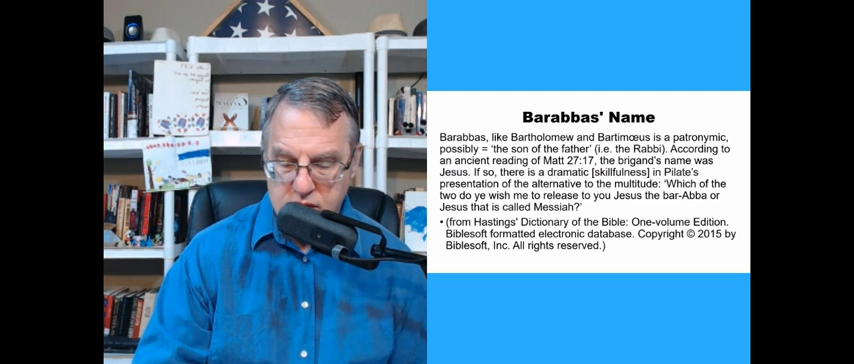 Barabbas' Name
Barabbas, like Bartholomew and Bartimœus is a patronymic,
possibly = ‘the son of the father’ (i.e. the Rabbi). According to
an ancient reading of Matt 27:17, the brigand’s name was
Jesus. If so, there is a dramatic [skillfulness] in Pilate’s
presentation of the alternative to the multitude: ‘Which of the
two do ye wish me to release to you Jesus the bar-Abba or
Jesus that is called Messiah?’
• (from Hastings' Dictionary of the Bible: One-volume Edition.
Biblesoft formatted electronic database. Copyright © 2015 by
Biblesoft, Inc. All rights reserved.)